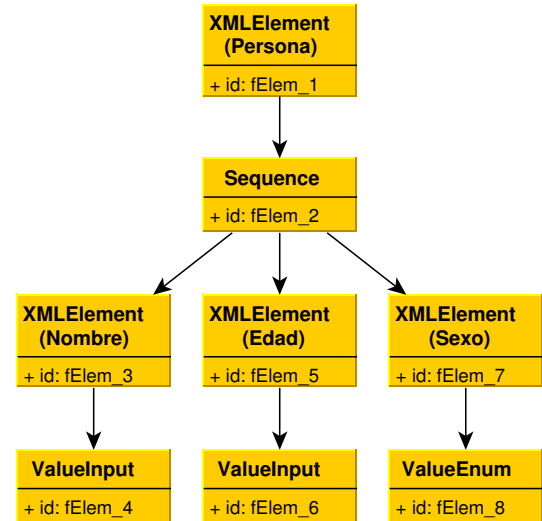 XMLElement
(Persona)
+ id: fElem_1
Sequence
+ id: fElem_2
XMLElement
(Nombre)
+ id: fElem_3
XMLElement
(Edad)
+ id: fElem_5
XMLElement
(Sexo)
+ id: fElem_7
ValueInput
+ id: fElem_4
ValueInput
+ id: fElem_6
ValueEnum
+ id: fElem_8